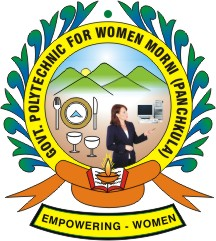 GOVT. POLYTECHNIC FOR WOMEN MORNI (PANCHKULA)
EMPOWERING - WOMEN